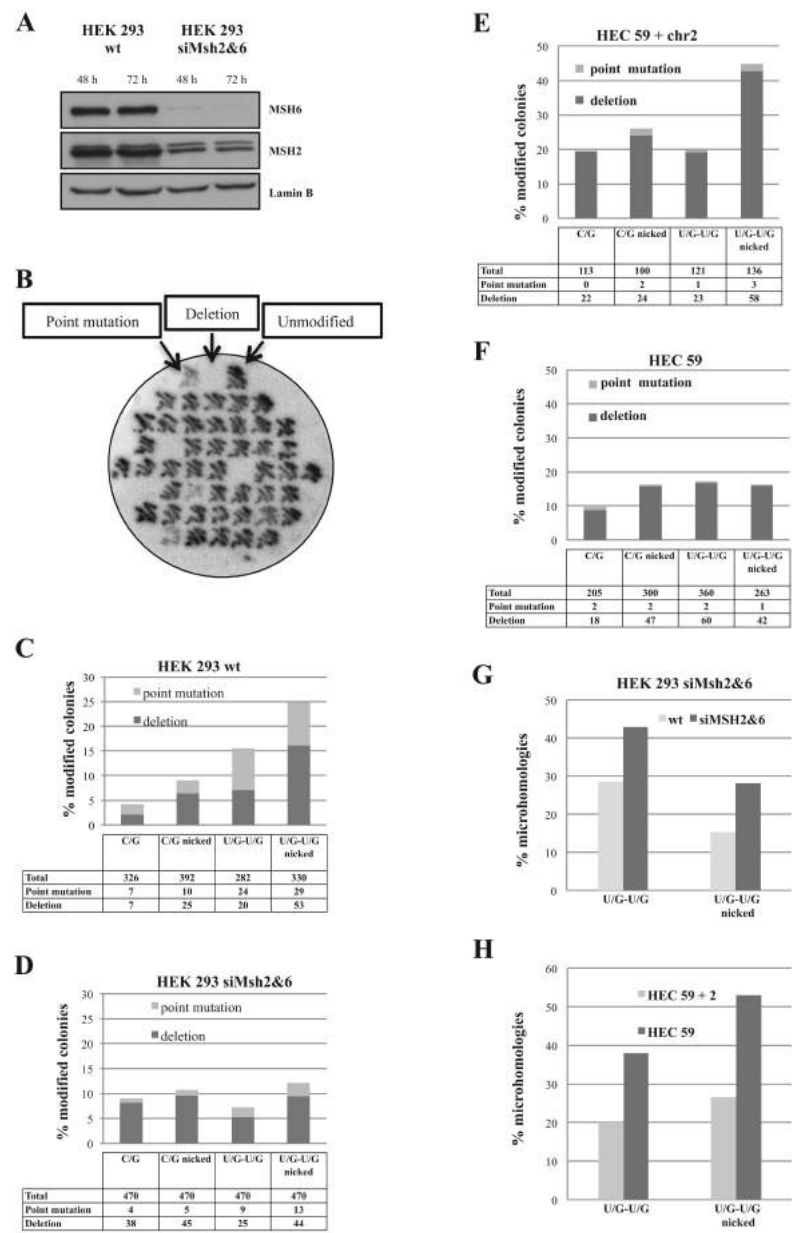 A
HEK 293 wt
HEK 293 siMsh2&6
48 h 72 h 48 h 72 h
MSH6
MSH2
Lamin B
B
Point mutation
Deletion
Unmodified
C
HEK 293 wt
% modified colonies
30
25
20
15
10
5
0
point mutation
deletion
C/G C/G nicked U/G-U/G U/G-U/G nicked
Total 326 392 282 330
Point mutation 7 10 24 29
Deletion 7 25 20 53
D
HEK 293 siMsh2&6
% modified colonies
30
25
20
15
10
5
0
point mutation
deletion
C/G C/G nicked U/G-U/G U/G-U/G nicked
Total 470 470 470 470
Point mutation 4 5 9 13
Deletion 38 45 25 44
E
HEC 59 + chr2
% modified colonies
50
40
30
20
10
0
point mutation
deletion
C/G C/G nicked U/G-U/G U/G-U/G nicked
Total 113 100 121 136
Point mutation 0 2 1 3
Deletion 22 24 23 58
F
HEC 59
% modified colonies
50
40
30
20
10
0
point mutation
deletion
C/G C/G nicked U/G-U/G U/G-U/G nicked
Total 205 300 360 263
Point mutation 2 2 2 1
Deletion 18 47 60 42
G
HEK 293 siMsh2&6
% microhomologies
50
40
30
20
10
0
wt siMSH2&6
U/G-U/G U/G-U/G nicked
H
% microhomologies
60
50
40
30
20
10
0
HEC 59 + 2
HEC 59
U/G-U/G U/G-U/G nicked